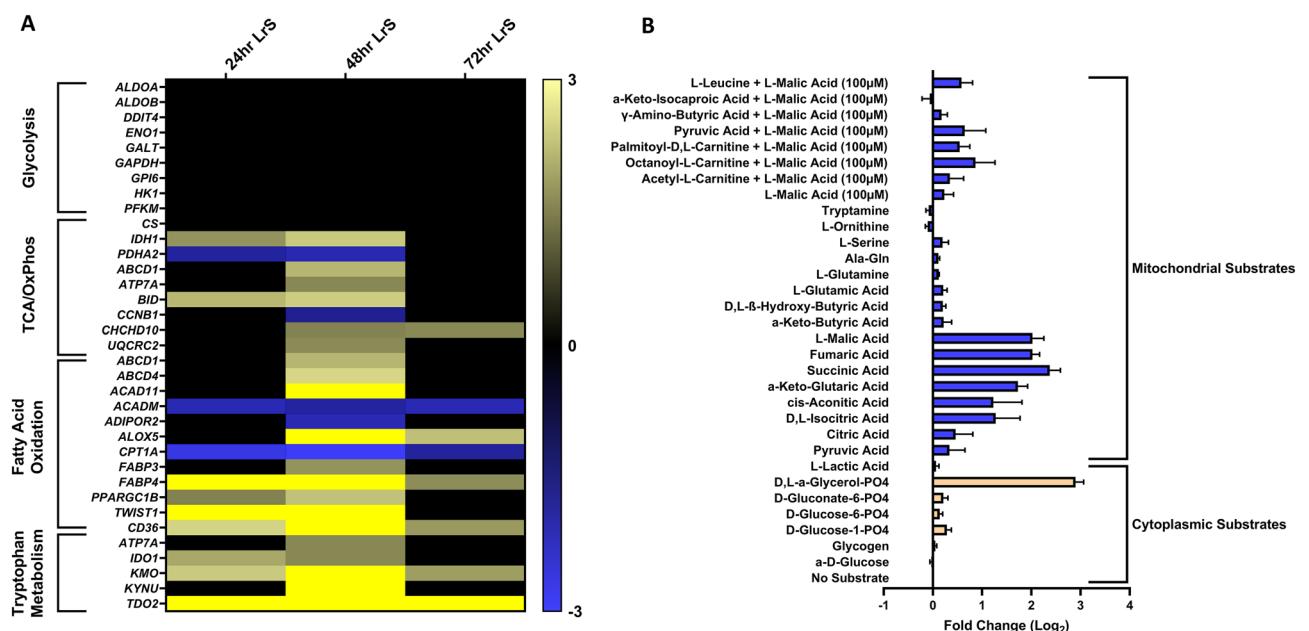 A
24hr LrS
48hr LrS
72hr LrS
Glycolysis
ALDOA
ALDOB
DDIT4
ENO1
GALT
GAPDH
GPI6
HK1
PFKM
TCA/OxPhos
CS
IDH1
PDHA2
ABCD1
ATP7A
BID
CCNB1
CHCHD10
UQCRC2
Fatty Acid
Oxidation
ABCD1
ABCD4
ACAD11
ACADM
ADIPOR2
ALOX5
CPT1A
FABP3
FABP4
PPARGC1B
TWIST1
CD36
Tryptophan
Metabolism
ATP7A
IDO1
KMO
KYNU
TDO2
3
0
-3
B
L-Leucine + L-Malic Acid (100µM)
a-Keto-Isocaproic Acid + L-Malic Acid (100µM)
γ-Amino-Butyric Acid + L-Malic Acid (100µM)
Pyruvic Acid + L-Malic Acid (100µM)
Palmitoyl-D,L-Carnitine + L-Malic Acid (100µM)
Octanoyl-L-Carnitine + L-Malic Acid (100µM)
Acetyl-L-Carnitine + L-Malic Acid (100µM)
L-Malic Acid (100µM)
Tryptamine
L-Ornithine
L-Serine
Ala-Gln
L-Glutamine
L-Glutamic Acid
D,L-ß-Hydroxy-Butyric Acid
a-Keto-Butyric Acid
L-Malic Acid
Fumaric Acid
Succinic Acid
a-Keto-Glutaric Acid
cis-Aconitic Acid
D,L-Isocitric Acid
Citric Acid
Pyruvic Acid
L-Lactic Acid
D,L-a-Glycerol-PO4
D-Gluconate-6-PO4
D-Glucose-6-PO4
D-Glucose-1-PO4
Glycogen
a-D-Glucose
No Substrate
Mitochondrial Substrates
Cytoplasmic Substrates
-1 0 1 2 3 4
Fold Change (Log₂)